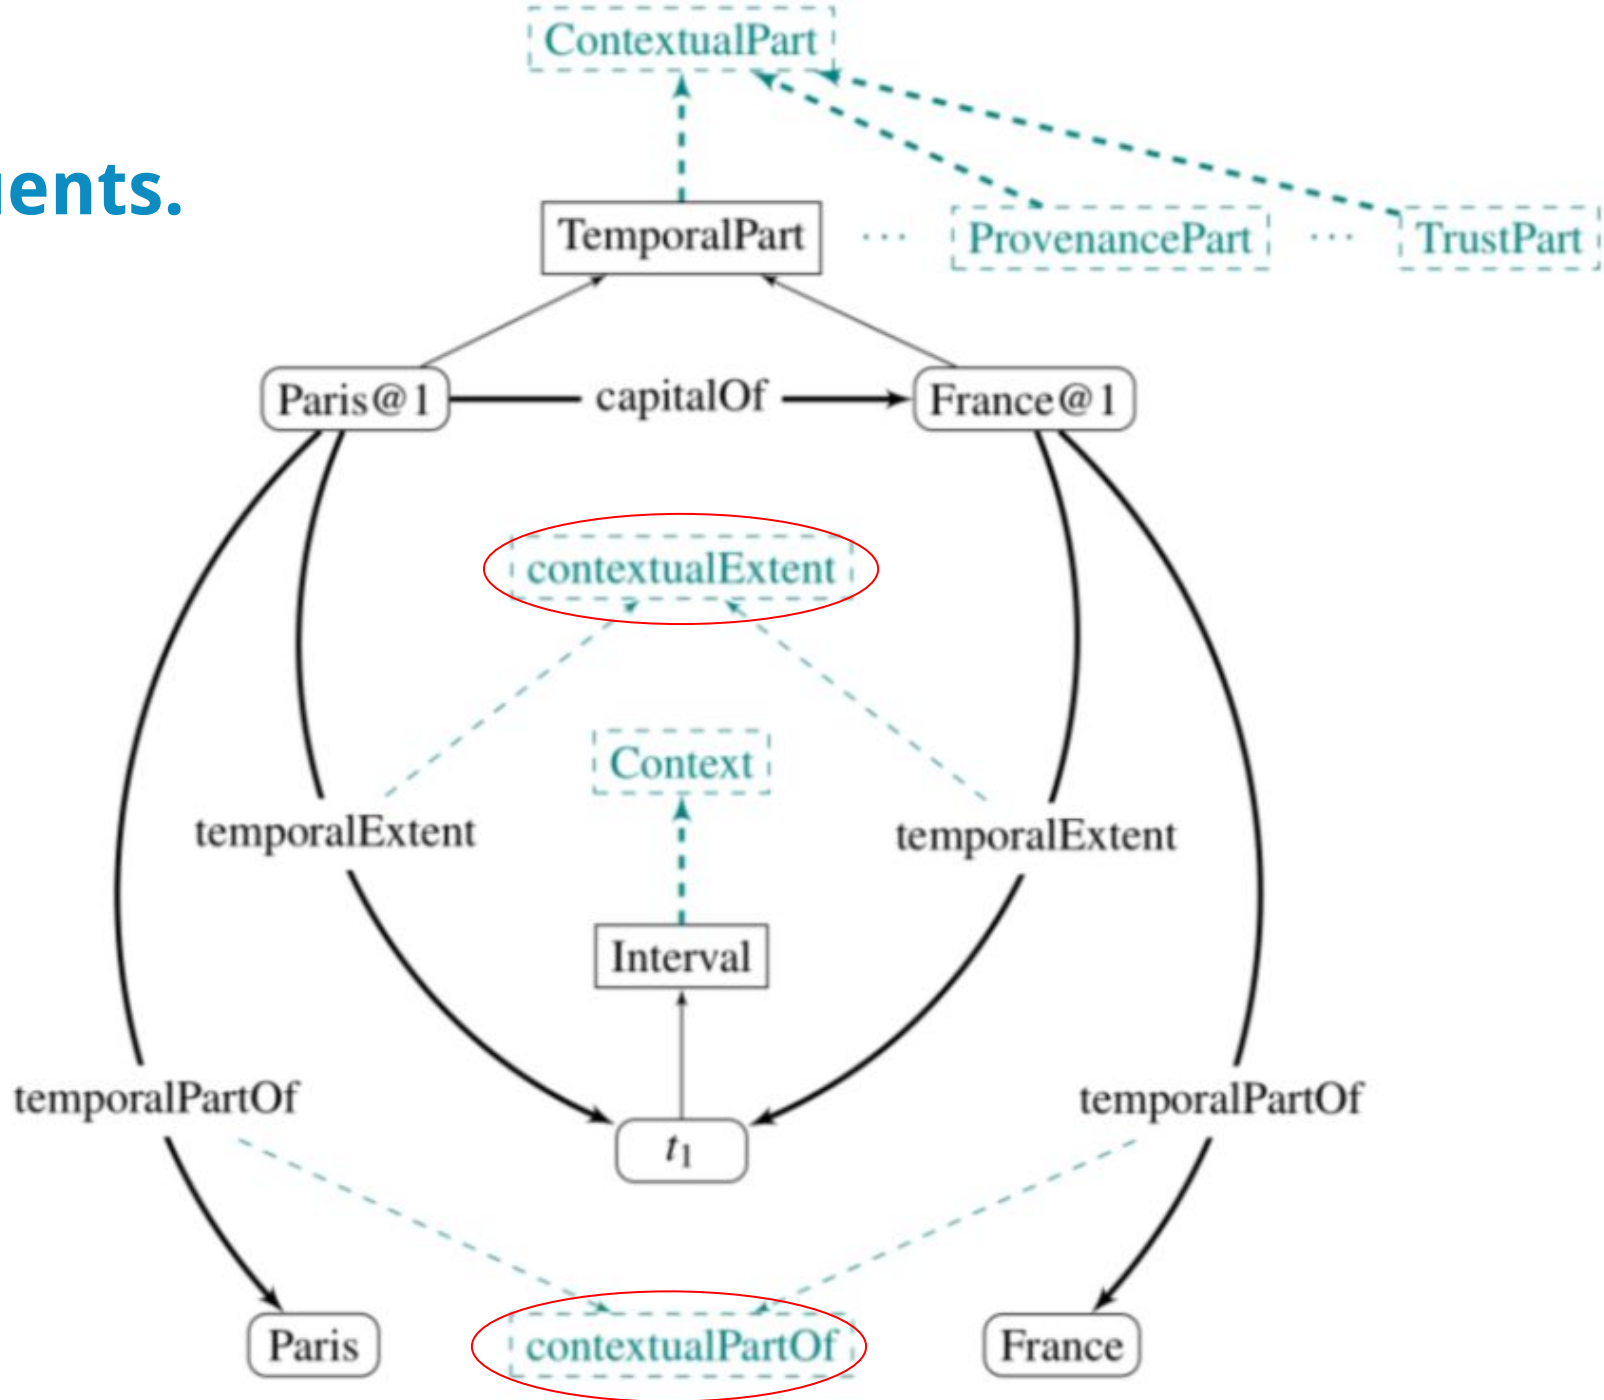 ContextualPart
TemporalPart ... ProvenancePart ... TrustPart
Paris@1 capitalOf France@1
contextualExtent
Context
temporalExtent temporalExtent
Interval
temporalPartOf temporalPartOf
t1
Paris contextualPartOf France